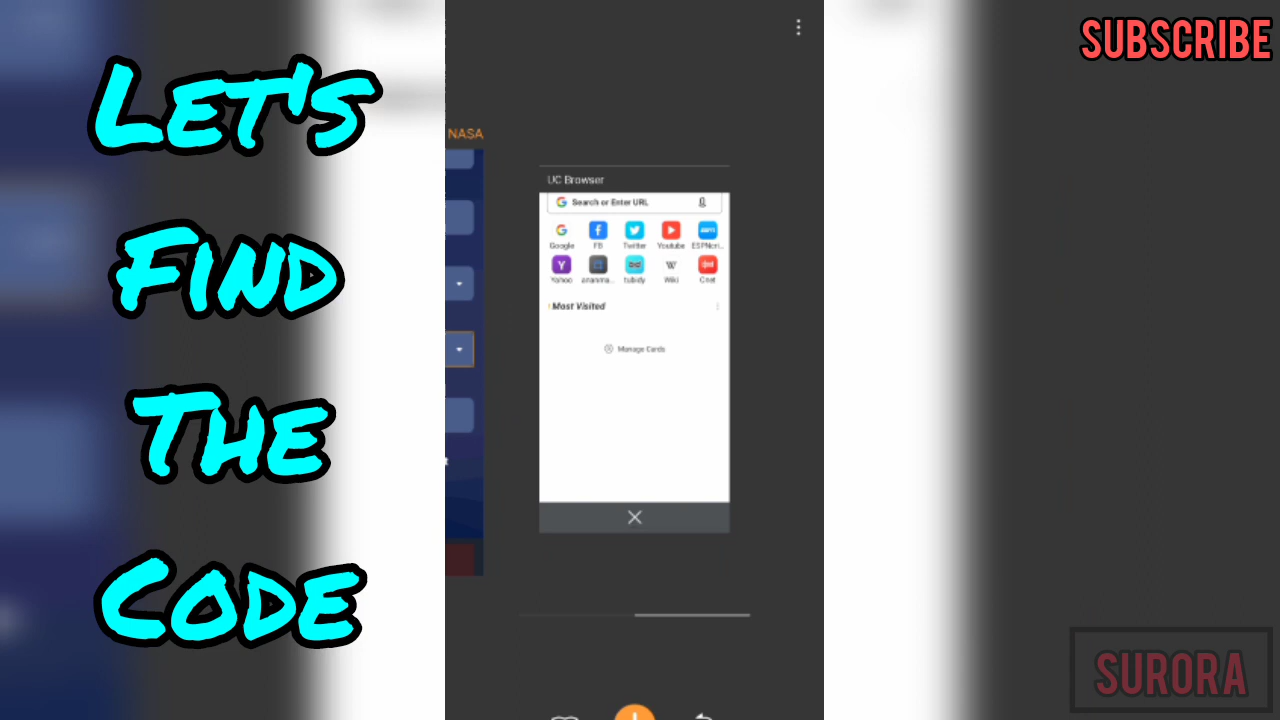 Let's
Find
The
Code
SUBSCRIBE
NASA
UC Browser
Search or Enter URL
Google FB Twitter Youtube ESPNcri...
Yahoo tubidy Wiki Cnet
Most Visited
Manage Cards
SURORA